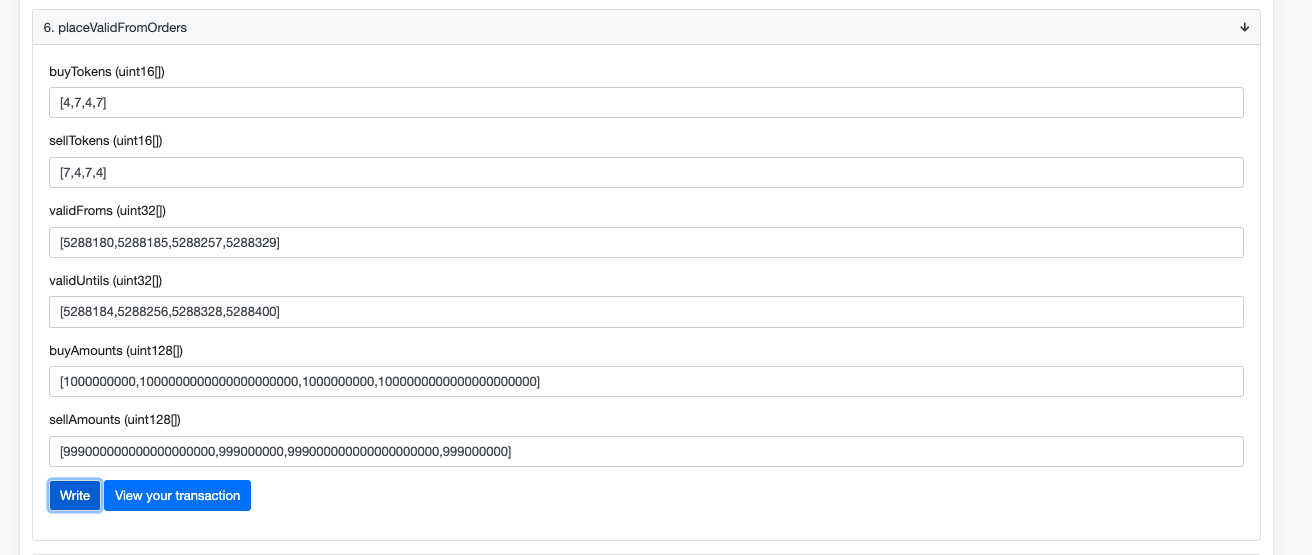 6. placeValidFromOrders
buyTokens (uint16[])
[4,7,4,7]
sellTokens (uint16[])
[7,4,7,4]
validFroms (uint32[])
[5288180,5288185,5288257,5288329]
validUntils (uint32[])
[5288184,5288256,5288328,5288400]
buyAmounts (uint128[])
[1000000000,1000000000000000000000,1000000000,1000000000000000000000]
sellAmounts (uint128[])
[999000000000000000000,999000000,999000000000000000000,999000000]
Write View your transaction